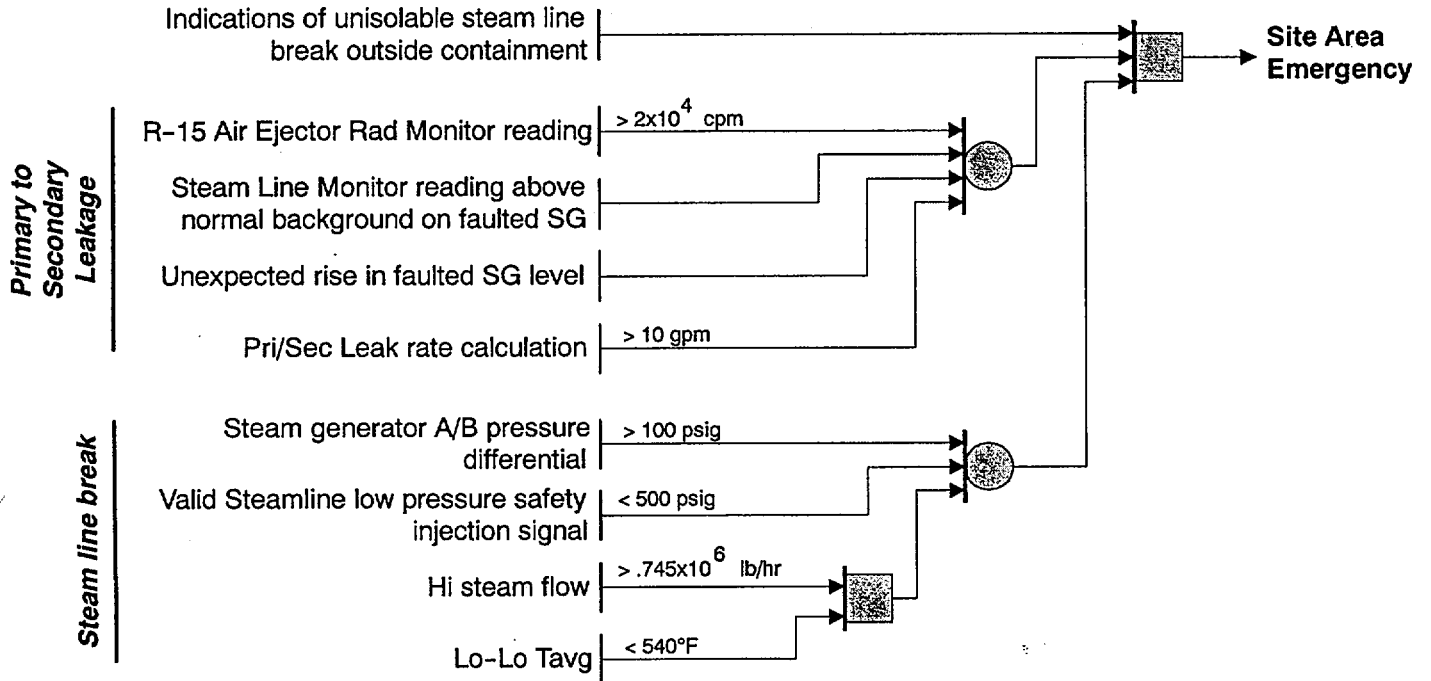 Indications of unisolable steam line
break outside containment
Site Area
Emergency
Primary to
Secondary
Leakage
R-15 Air Ejector Rad Monitor reading
> 2x10^4 cpm
Steam Line Monitor reading above
normal background on faulted SG
Unexpected rise in faulted SG level
Pri/Sec Leak rate calculation
> 10 gpm
Steam line break
Steam generator A/B pressure
differential
> 100 psig
Valid Steamline low pressure safety
injection signal
< 500 psig
Hi steam flow
> .745x10^6 lb/hr
Lo-Lo Tavg
< 540°F